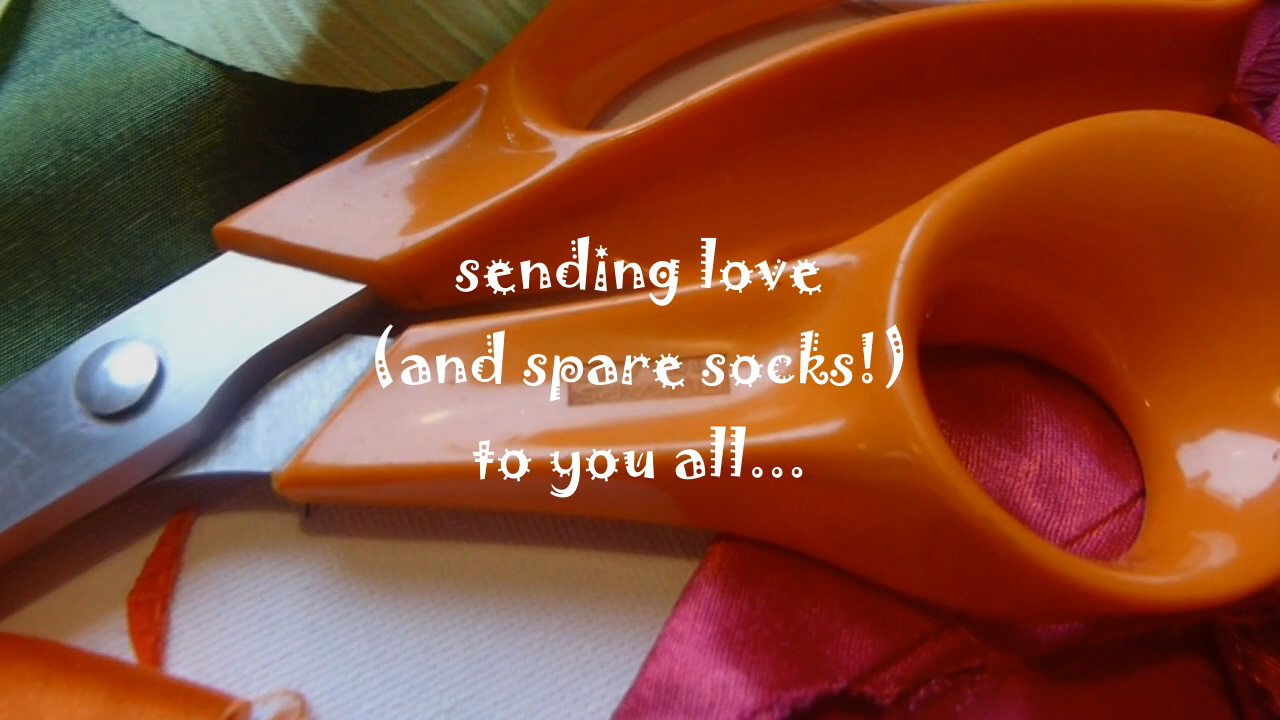 sending love
(and spare socks!)
to you all...